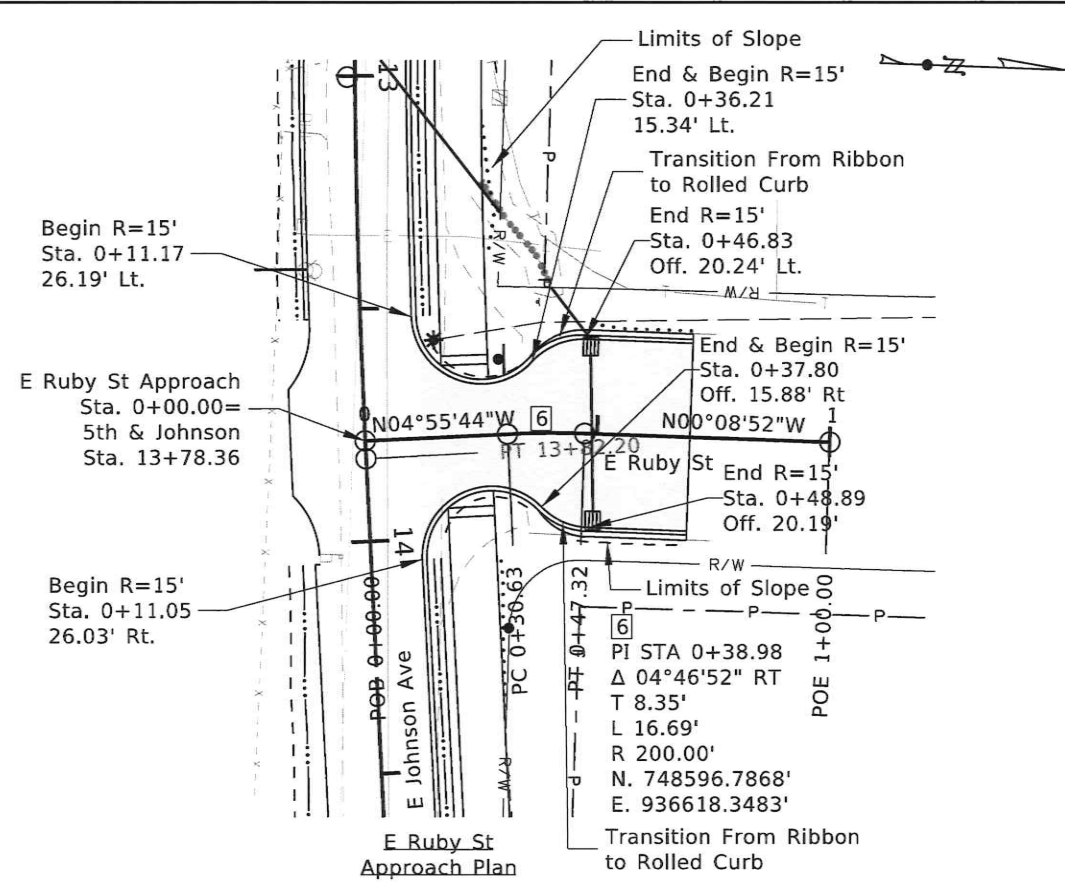 Limits of Slope
End & Begin R=15'
Sta. 0+36.21
15.34' Lt.
Transition From Ribbon
to Rolled Curb
End R=15'
Sta. 0+46.83
Off. 20.24' Lt.
Begin R=15'
Sta. 0+11.17
26.19' Lt.
13
P
R/W
P
R/W
N
End & Begin R=15'
Sta. 0+37.80
Off. 15.88' Rt
E Ruby St Approach
Sta. 0+00.00=
5th & Johnson
Sta. 13+78.36
0
N04°55'44"W
6
N00°08'52"W
1
PT 13+82.20
E Ruby St
End R=15'
Sta. 0+48.89
Off. 20.19'
14
Begin R=15'
Sta. 0+11.05
26.03' Rt.
POB 0+00.00
E Johnson Ave
PC 0+30.63
PT 0+47.32
POE 1+00.00
R/W
R/W
P
R/W
Limits of Slope
P
P
P
6
PI STA 0+38.98
Δ 04°46'52" RT
T 8.35'
L 16.69'
R 200.00'
N. 748596.7868'
E. 936618.3483'
Transition From Ribbon
to Rolled Curb
E Ruby St
Approach Plan